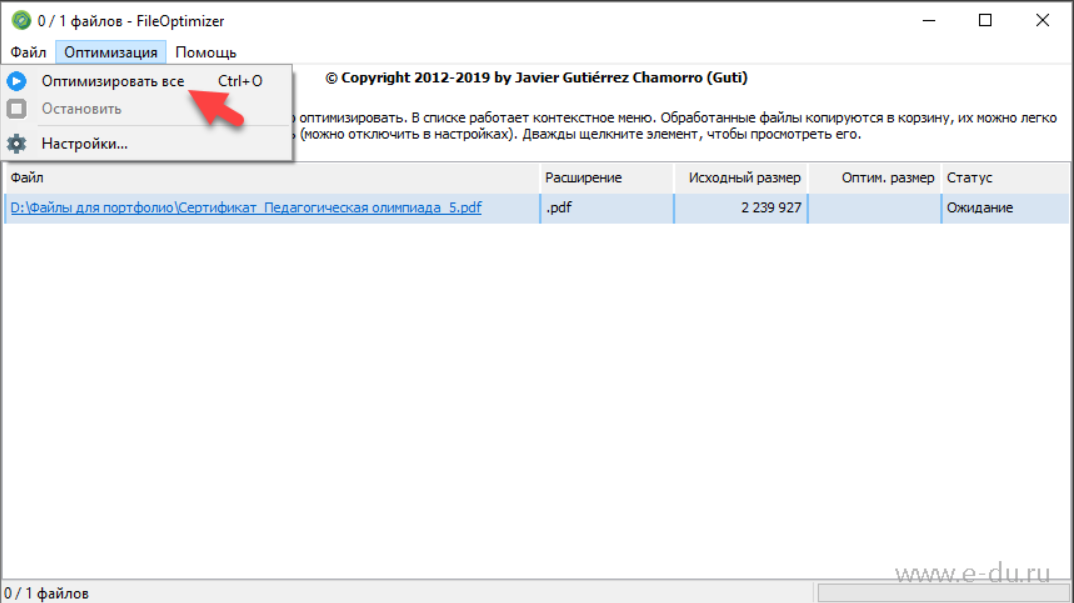 0 / 1 файлов - FileOptimizer
Файл Оптимизация Помощь
Оптимизировать все Ctrl+O
Остановить
Настройки...
© Copyright 2012-2019 by Javier Gutiérrez Chamorro (Guti)
оптимизировать. В списке работает контекстное меню. Обработанные файлы копируются в корзину, их можно легко
(можно отключить в настройках). Дважды щелкните элемент, чтобы просмотреть его.
Файл Расширение Исходный размер Оптим. размер Статус
D:\Файлы для портфолио\Сертификат_Педагогическая олимпиада_5.pdf .pdf 2 239 927 Ожидание
www.e-du.ru
0 / 1 файлов